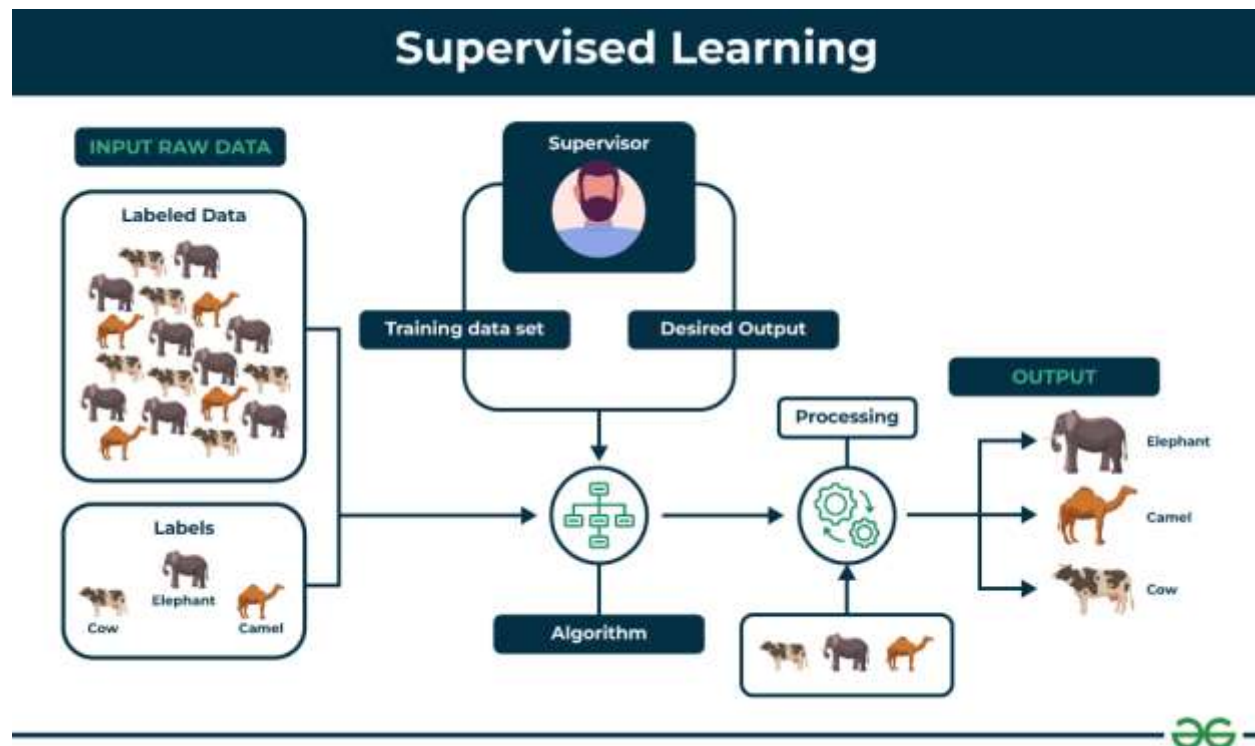 Supervised Learning
INPUT RAW DATA
Labeled Data
Labels
Cow
Elephant
Camel
Supervisor
Training data set
Desired Output
Algorithm
Processing
OUTPUT
Elephant
Camel
Cow